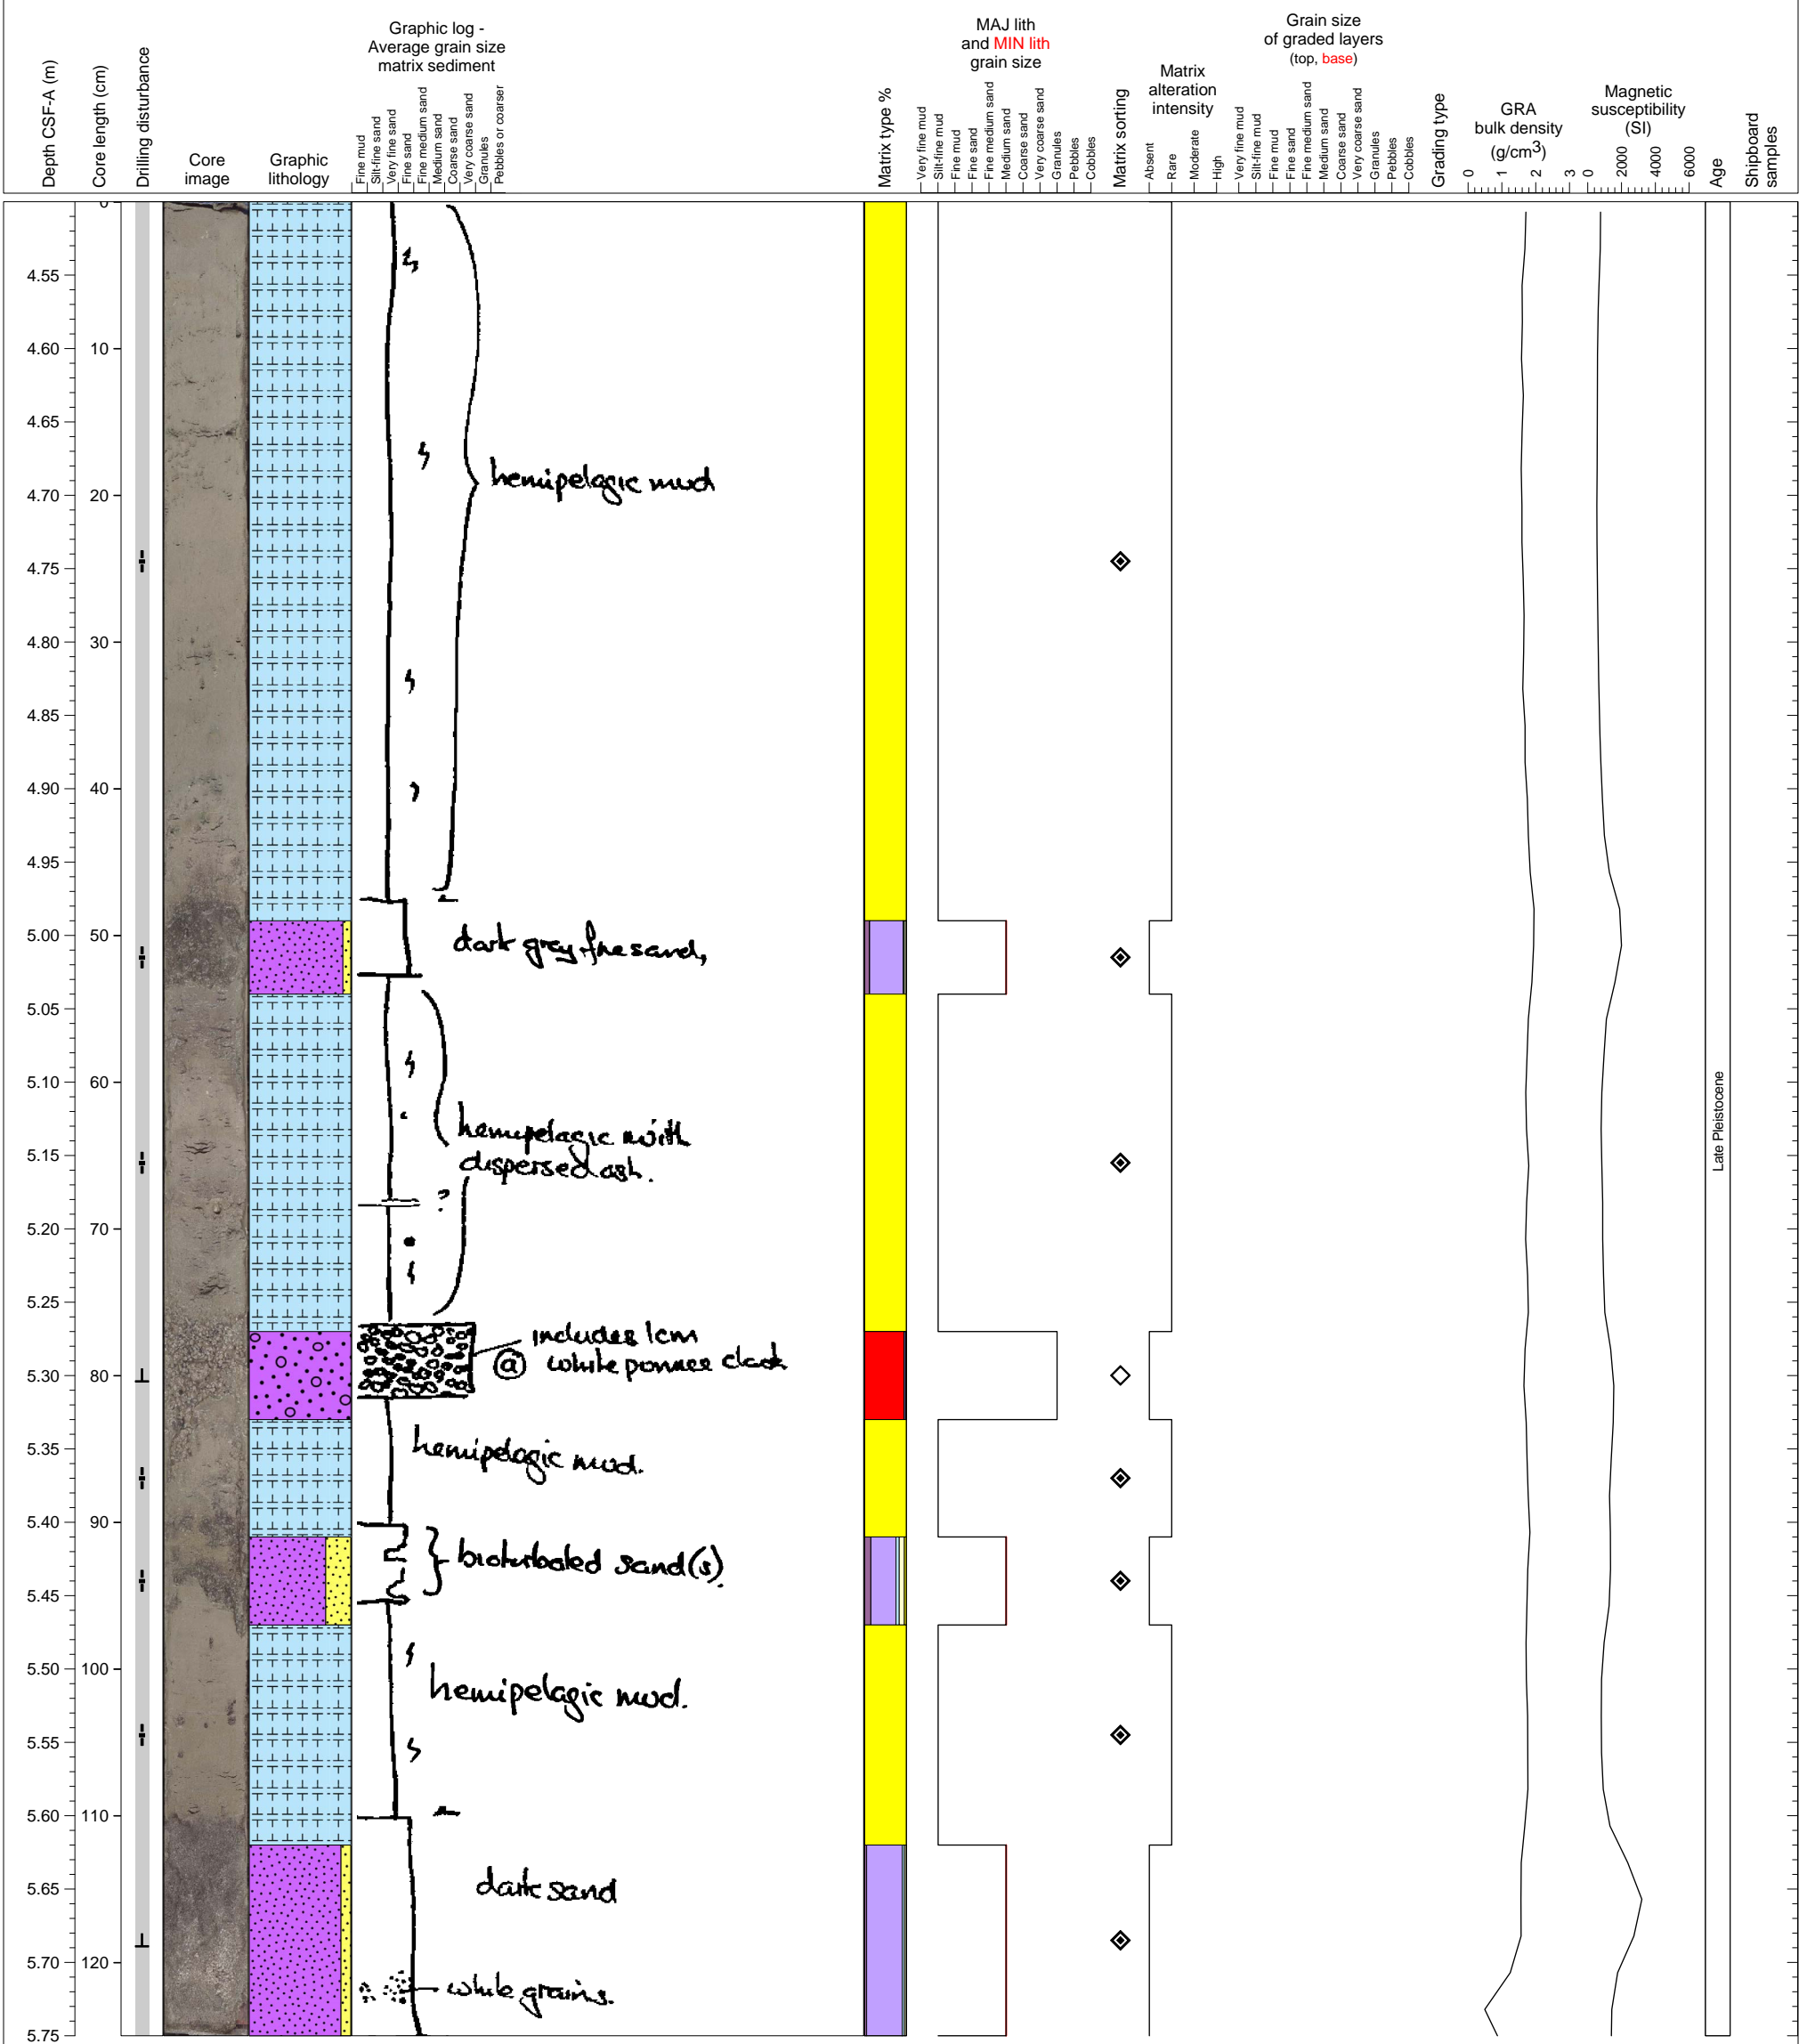 Depth CSF-A (m)
Core length (cm)
Drilling disturbance
Core
image
Graphic
lithology
Graphic log -
Average grain size
matrix sediment
Fine mud
Silt-fine sand
Very fine sand
Fine sand
Fine medium sand
Medium sand
Coarse sand
Very coarse sand
Granules
Pebbles or coarser
Matrix type %
MAJ lith
and MIN lith
grain size
Very fine mud
Silt-fine mud
Fine mud
Fine sand
Fine medium sand
Medium sand
Coarse sand
Very coarse sand
Granules
Pebbles
Cobbles
Matrix sorting
Matrix
alteration
intensity
Absent
Rare
Moderate
High
Grain size
of graded layers
(top, base)
Very fine mud
Silt-fine mud
Fine mud
Fine sand
Fine medium sand
Medium sand
Coarse sand
Very coarse sand
Granules
Pebbles
Cobbles
Grading type
GRA
bulk density
(g/cm3)
0 1 2 3
Magnetic
susceptibility
(SI)
0 2000 4000 6000
Age
Shipboard
samples
0
4.55
4.60 10
4.65
4.70 20
4.75
4.80 30
4.85
4.90 40
4.95
5.00 50
5.05
5.10 60
5.15
5.20 70
5.25
5.30 80
5.35
5.40 90
5.45
5.50 100
5.55
5.60 110
5.65
5.70 120
5.75
hemipelagic mud
dark grey fine sand,
hemipelagic with
dispersed ash.
?
includes 1cm
@ white pumice
hemipelagic mud.
bioturbated sand(s).
hemipelagic mud.
dark sand
white grains.
Late Pleistocene